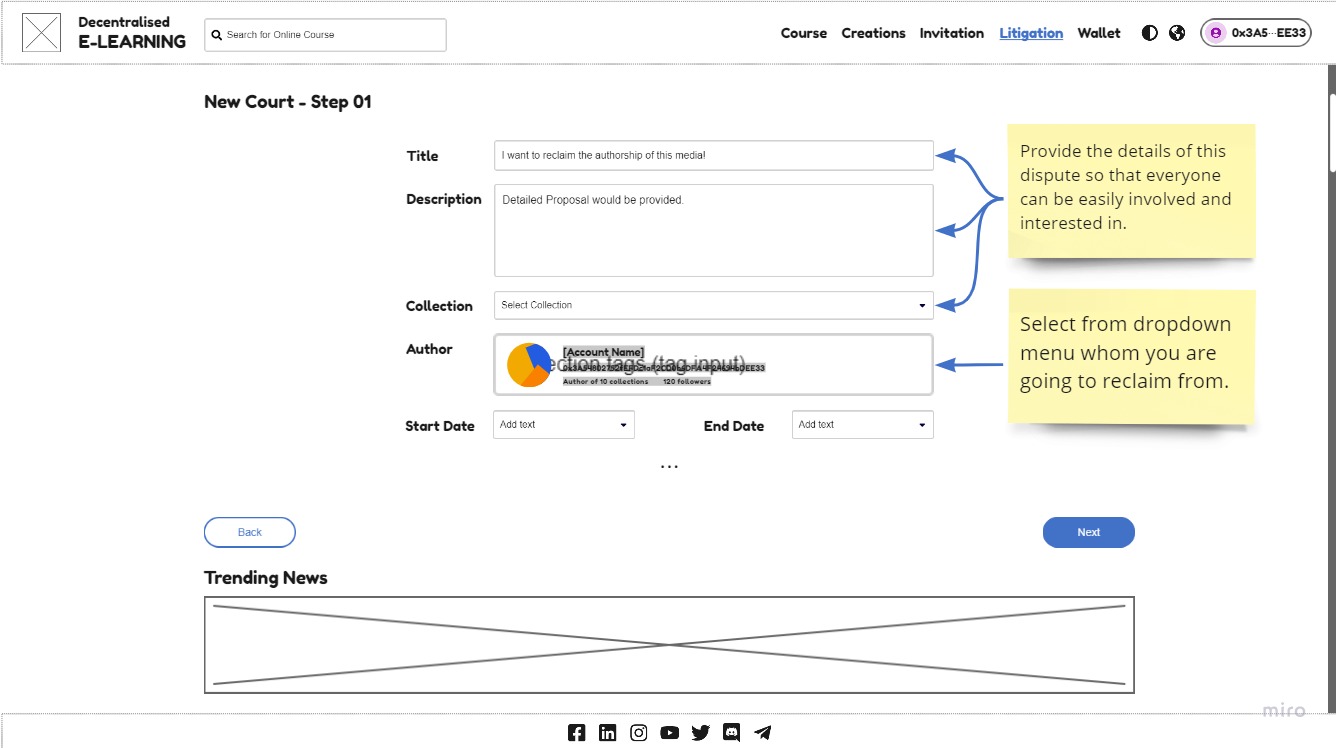 Decentralised
E-LEARNING
Search for Online Course
Course Creations Invitation Litigation Wallet 0x3A5···EE33
New Court - Step 01
Title I want to reclaim the authorship of this media!
Description Detailed Proposal would be provided.
Collection Select Collection
Author
[Account Name]
ection tags (tag input)
Author of 10 collections 120 followers
Start Date Add text End Date Add text
...
Provide the details of this
dispute so that everyone
can be easily involved and
interested in.
Select from dropdown
menu whom you are
going to reclaim from.
Back Next
Trending News
miro